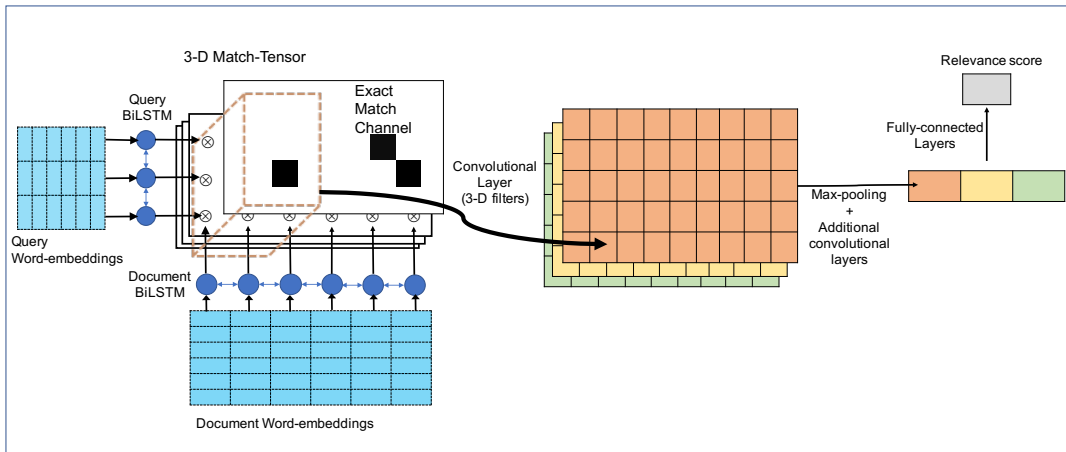 3-D Match-Tensor
Query
BiLSTM
Exact
Match
Channel
Query
Word-embeddings
Document
BiLSTM
Document Word-embeddings
Convolutional
Layer
(3-D filters)
Max-pooling
+
Additional
convolutional
layers
Relevance score
Fully-connected
Layers